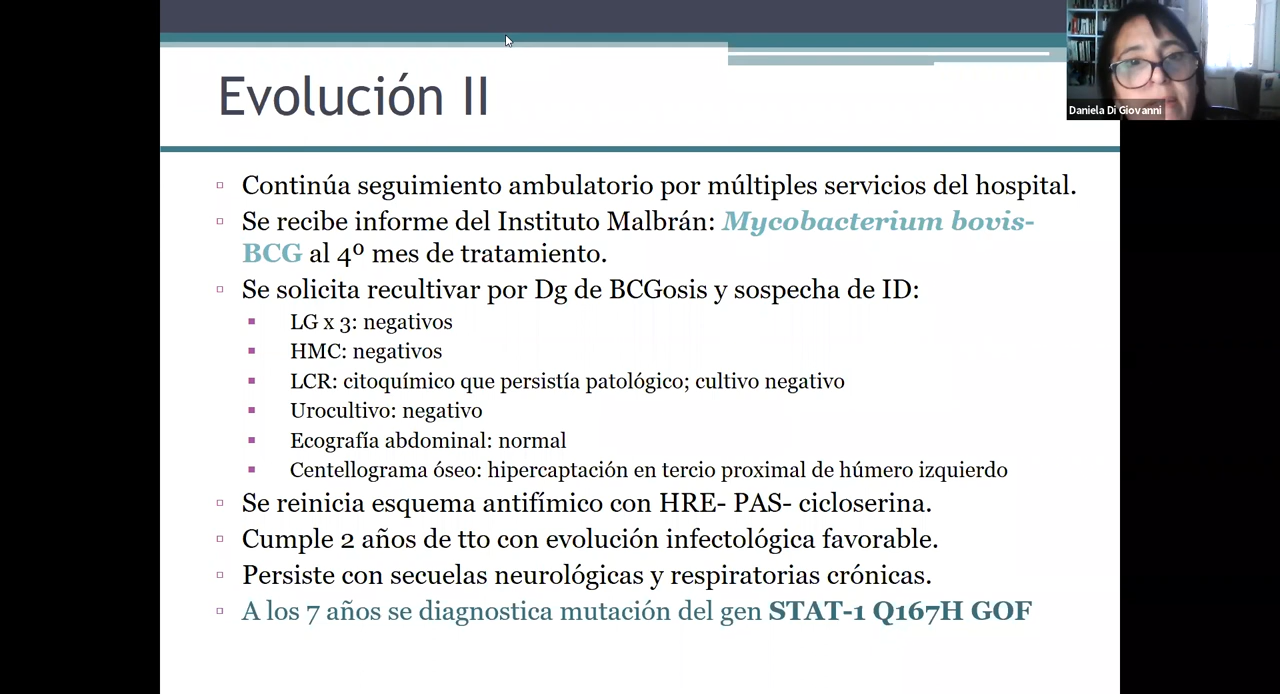 Evolución II
Daniela Di Giovanni
Continúa seguimiento ambulatorio por múltiples servicios del hospital.
Se recibe informe del Instituto Malbrán: Mycobacterium bovis-
BCG al 4º mes de tratamiento.
Se solicita recultivar por Dg de BCGosis y sospecha de ID:
LG x 3: negativos
HMC: negativos
LCR: citoquímico que persistía patológico; cultivo negativo
Urocultivo: negativo
Ecografía abdominal: normal
Centellograma óseo: hipercaptación en tercio proximal de húmero izquierdo
Se reinicia esquema antifímico con HRE- PAS- cicloserina.
Cumple 2 años de tto con evolución infectológica favorable.
Persiste con secuelas neurológicas y respiratorias crónicas.
A los 7 años se diagnostica mutación del gen STAT-1 Q167H GOF